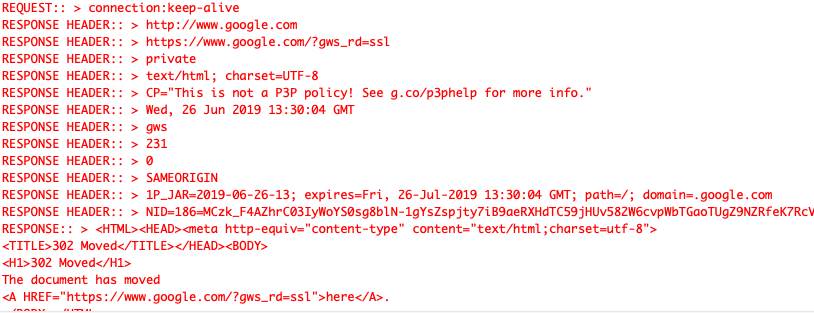 REQUEST:: > connection:keep-alive
RESPONSE HEADER:: > http://www.google.com
RESPONSE HEADER:: > https://www.google.com/?gws_rd=ssl
RESPONSE HEADER:: > private
RESPONSE HEADER:: > text/html; charset=UTF-8
RESPONSE HEADER:: > CP="This is not a P3P policy! See g.co/p3phelp for more info."
RESPONSE HEADER:: > Wed, 26 Jun 2019 13:30:04 GMT
RESPONSE HEADER:: > gws
RESPONSE HEADER:: > 231
RESPONSE HEADER:: > 0
RESPONSE HEADER:: > SAMEORIGIN
RESPONSE HEADER:: > 1P_JAR=2019-06-26-13; expires=Fri, 26-Jul-2019 13:30:04 GMT; path=/; domain=.google.com
RESPONSE HEADER:: > NID=186=MCzk_F4AZhrC03IyWoYS0sg8blN-1gYsZspjty7iB9aeRXHdTC59jHUv582W6cvpWbTGaoTUgZ9NZRfeK7RcV
RESPONSE:: > <HTML><HEAD><meta http-equiv="content-type" content="text/html;charset=utf-8">
<TITLE>302 Moved</TITLE></HEAD><BODY>
<H1>302 Moved</H1>
The document has moved
<A HREF="https://www.google.com/?gws_rd=ssl">here</A>.